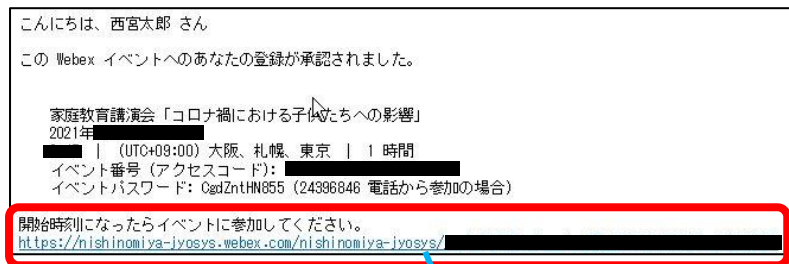 こんにちは、西宮太郎 さん
この Webex イベントへのあなたの登録が承認されました。
家庭教育講演会「コロナ禍における子供たちへの影響」
2021年
| (UTC+09:00) 大阪、札幌、東京 | 1 時間
イベント番号 (アクセスコード):
イベントパスワード: CgdZntHN855 (24396846 電話から参加の場合)
開始時刻になったらイベントに参加してください。
https://nishinomiya-jyosys.webex.com/nishinomiya-jyosys/